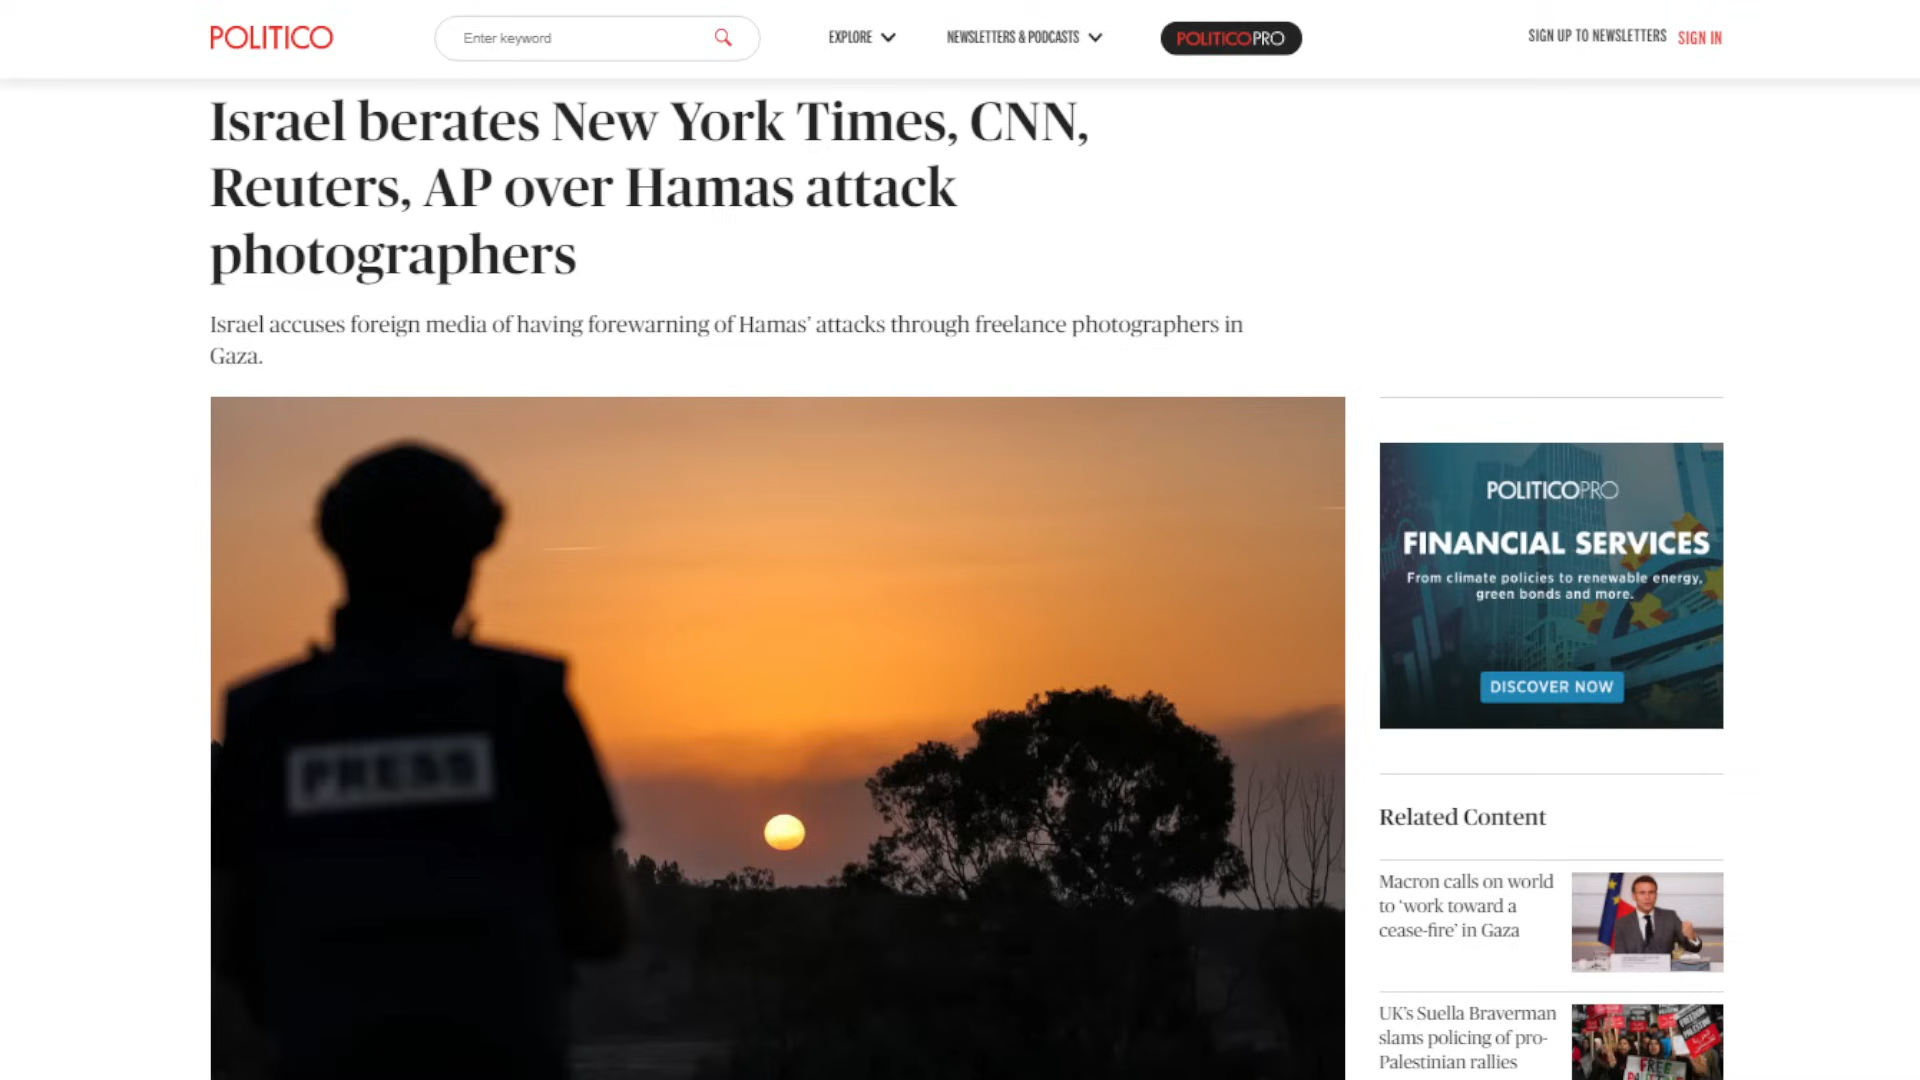 POLITICO
Enter keyword
EXPLORE
NEWSLETTERS & PODCASTS
POLITICOPRO
SIGN UP TO NEWSLETTERS
SIGN IN
Israel berates New York Times, CNN,
Reuters, AP over Hamas attack
photographers
Israel accuses foreign media of having forewarning of Hamas’ attacks through freelance photographers in
Gaza.
PRESS
POLITICOPRO
FINANCIAL SERVICES
From climate policies to renewable energy,
green bonds and more.
DISCOVER NOW
Related Content
Macron calls on world
to ‘work toward a
cease-fire’ in Gaza
UK’s Suella Braverman
slams policing of pro-
Palestinian rallies
FREEDOM
PALESTINE
FREE